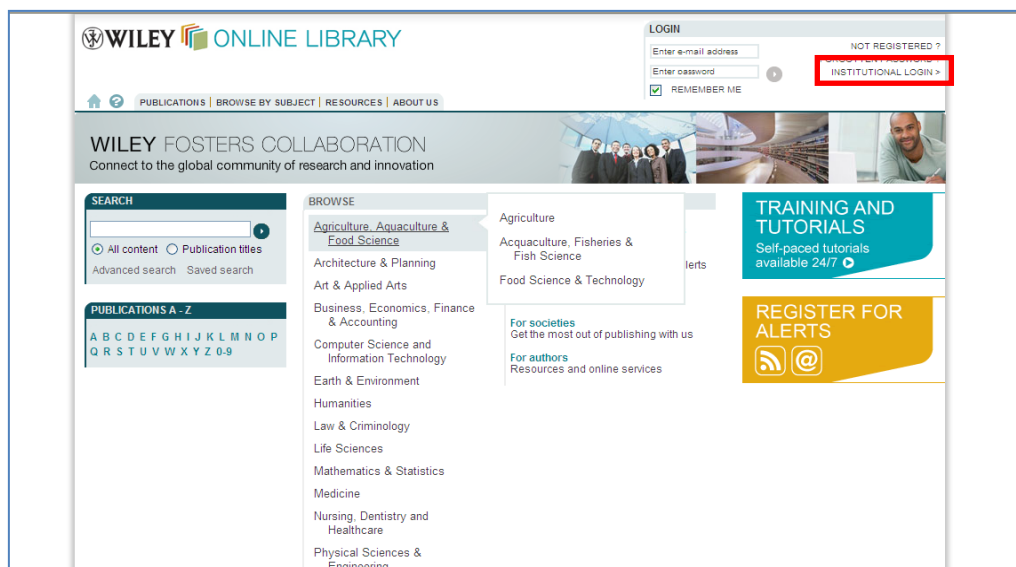 WILEY ONLINE LIBRARY
LOGIN
Enter e-mail address
NOT REGISTERED ?
Enter password
INSTITUTIONAL LOGIN >
REMEMBER ME
PUBLICATIONS | BROWSE BY SUBJECT | RESOURCES | ABOUT US
WILEY FOSTERS COLLABORATION
Connect to the global community of research and innovation
SEARCH
All content Publication titles
Advanced search Saved search
PUBLICATIONS A - Z
A B C D E F G H I J K L M N O P
Q R S T U V W X Y Z 0-9
BROWSE
Agriculture, Aquaculture &
Food Science
Architecture & Planning
Art & Applied Arts
Business, Economics, Finance
& Accounting
Computer Science and
Information Technology
Earth & Environment
Humanities
Law & Criminology
Life Sciences
Mathematics & Statistics
Medicine
Nursing, Dentistry and
Healthcare
Physical Sciences &
Engineering
Agriculture
Acquaculture, Fisheries &
Fish Science
Food Science & Technology
lerts
For societies
Get the most out of publishing with us
For authors
Resources and online services
TRAINING AND
TUTORIALS
Self-paced tutorials
available 24/7
REGISTER FOR
ALERTS